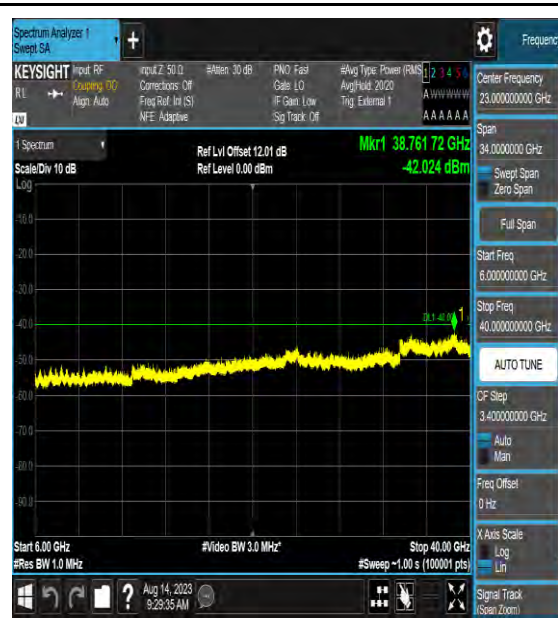 Spectrum Analyzer 1
Swept SA
+
Frequenc
KEYSIGHT
Input: RF
Coupling: DC
Align: Auto
Input Z: 50 Ω
Corrections: Off
Freq Ref: Int (S)
NFE: Adaptive
#Atten: 30 dB
PNO: Fast
Gate: LO
IF Gain: Low
Sig Track: Off
#Avg Type: Power (RMS
Avg|Hold: 20/20
Trig: External 1
1 2 3 4 5 6
A W W W W W
A A A A A A
RL
LW
1 Spectrum
Scale/Div 10 dB
Log
Ref Lvl Offset 12.01 dB
Ref Level 0.00 dBm
Mkr1 38.761 72 GHz
-42.024 dBm
-10.0
-20.0
-30.0
-40.0
-50.0
-60.0
-70.0
-80.0
-90.0
1
Start 6.00 GHz
#Res BW 1.0 MHz
#Video BW 3.0 MHz*
Stop 40.00 GHz
#Sweep ~1.00 s (100001 pts)
Center Frequency
23.000000000 GHz
Span
34.0000000 GHz
Swept Span
Zero Span
Full Span
Start Freq
6.000000000 GHz
Stop Freq
40.000000000 GHz
AUTO TUNE
CF Step
3.400000000 GHz
Auto
Man
Freq Offset
0 Hz
X Axis Scale
Log
Lin
Signal Track
(Span Zoom)
?
Aug 14, 2023
9:29:35 AM